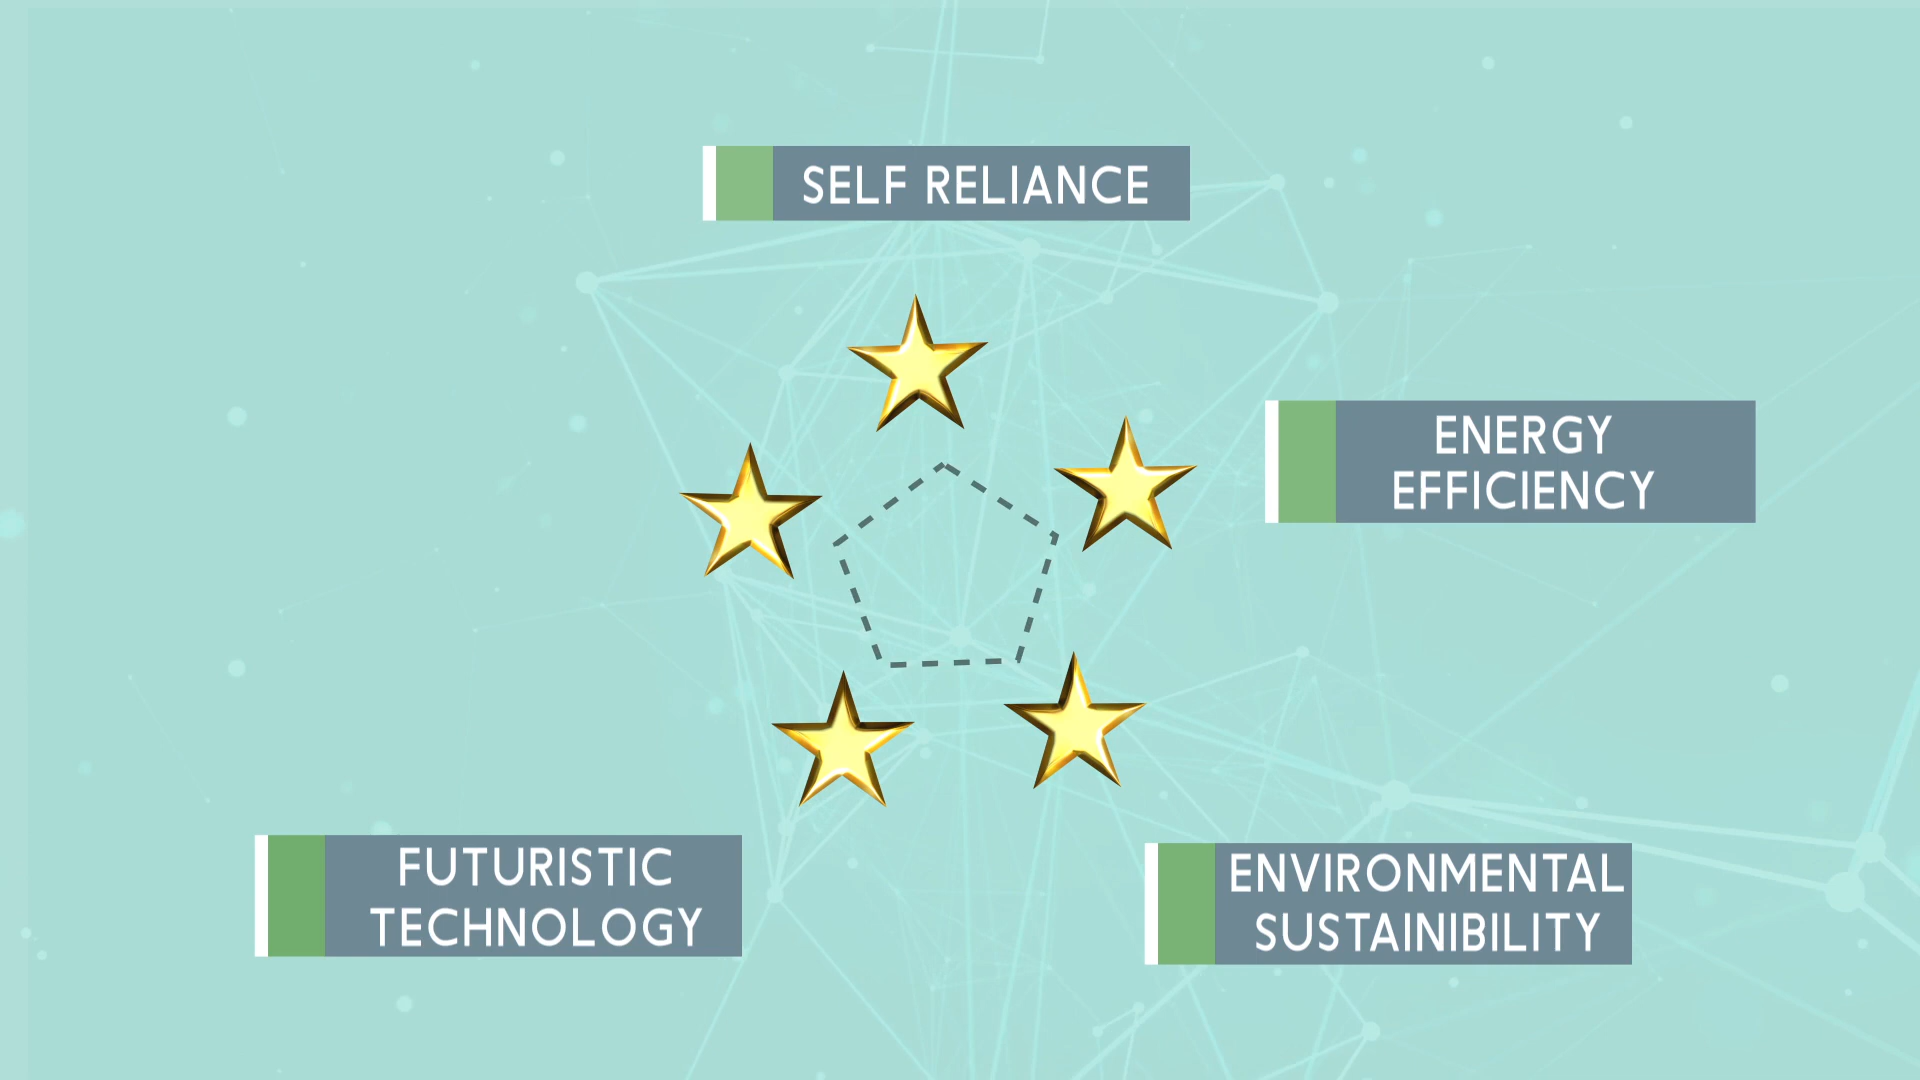 SELF RELIANCE
ENERGY
EFFICIENCY
FUTURISTIC
TECHNOLOGY
ENVIRONMENTAL
SUSTAINIBILITY